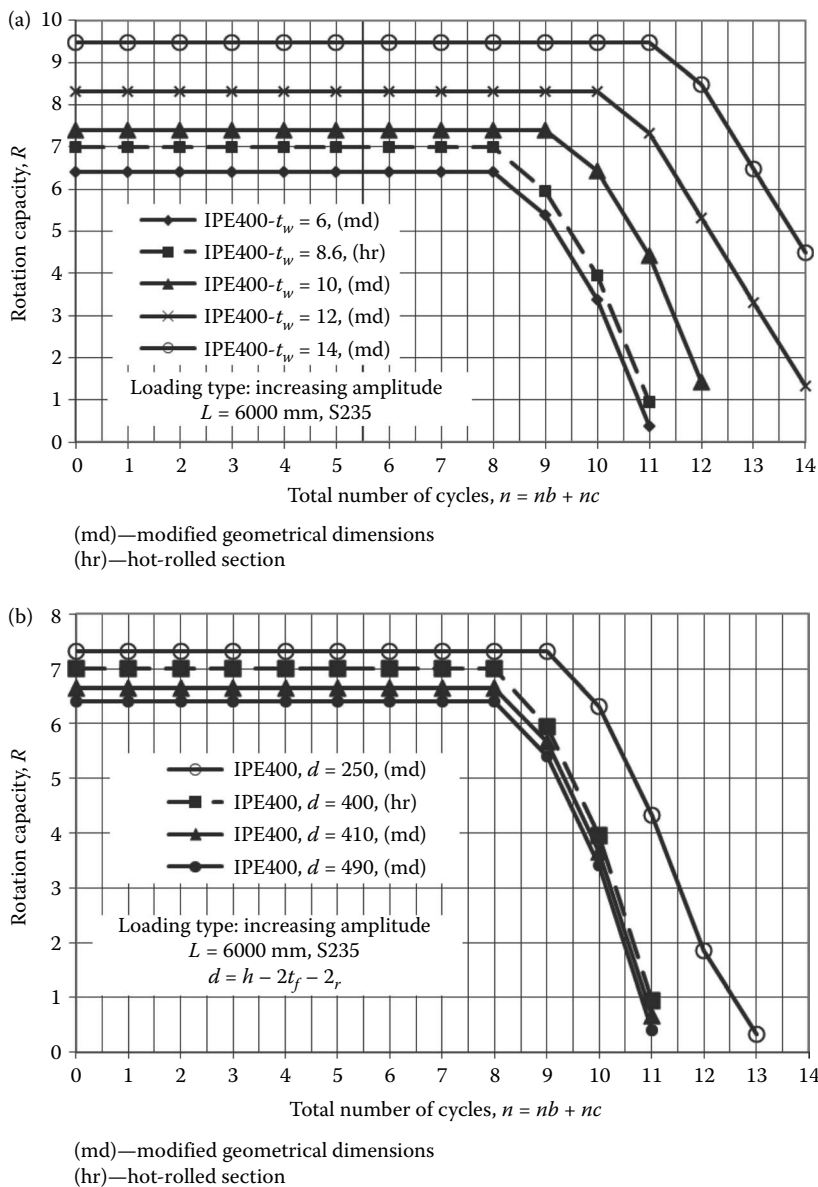 (a)
10
9
8
7
6
5
4
3
2
1
0
Rotation capacity, R
IPE400-t_w = 6, (md)
IPE400-t_w = 8.6, (hr)
IPE400-t_w = 10, (md)
IPE400-t_w = 12, (md)
IPE400-t_w = 14, (md)
Loading type: increasing amplitude
L = 6000 mm, S235
0 1 2 3 4 5 6 7 8 9 10 11 12 13 14
Total number of cycles, n = nb + nc
(md)—modified geometrical dimensions
(hr)—hot-rolled section
(b)
8
7
6
5
4
3
2
1
0
Rotation capacity, R
IPE400, d = 250, (md)
IPE400, d = 400, (hr)
IPE400, d = 410, (md)
IPE400, d = 490, (md)
Loading type: increasing amplitude
L = 6000 mm, S235
d = h – 2t_f – 2_r
0 1 2 3 4 5 6 7 8 9 10 11 12 13 14
Total number of cycles, n = nb + nc
(md)—modified geometrical dimensions
(hr)—hot-rolled section